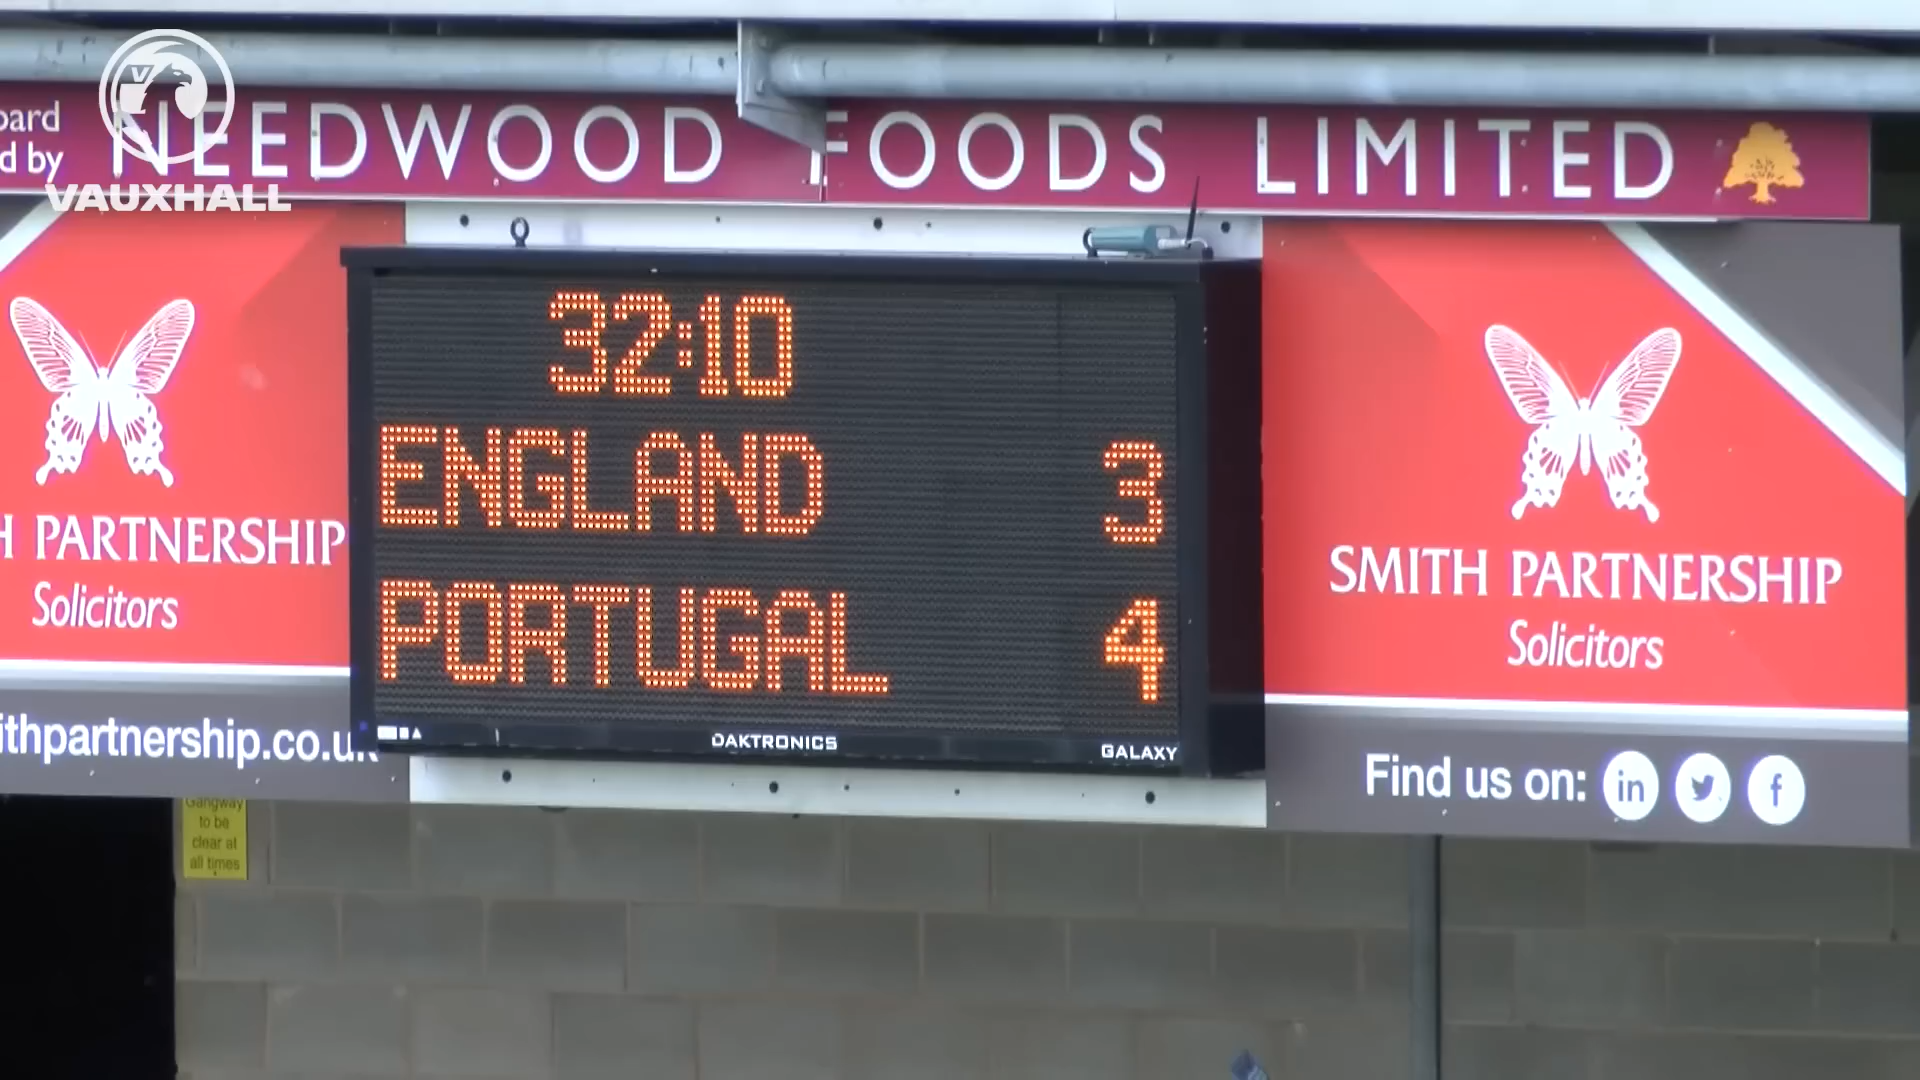 oard
d by
NEEDWOOD FOODS LIMITED
V
VAUXHALL
32:10
ENGLAND 3
PORTUGAL 4
DAKTRONICS GALAXY
H PARTNERSHIP
Solicitors
ithpartnership.co.uk
SMITH PARTNERSHIP
Solicitors
Find us on: in f
Gangway
to be
clear at
all times